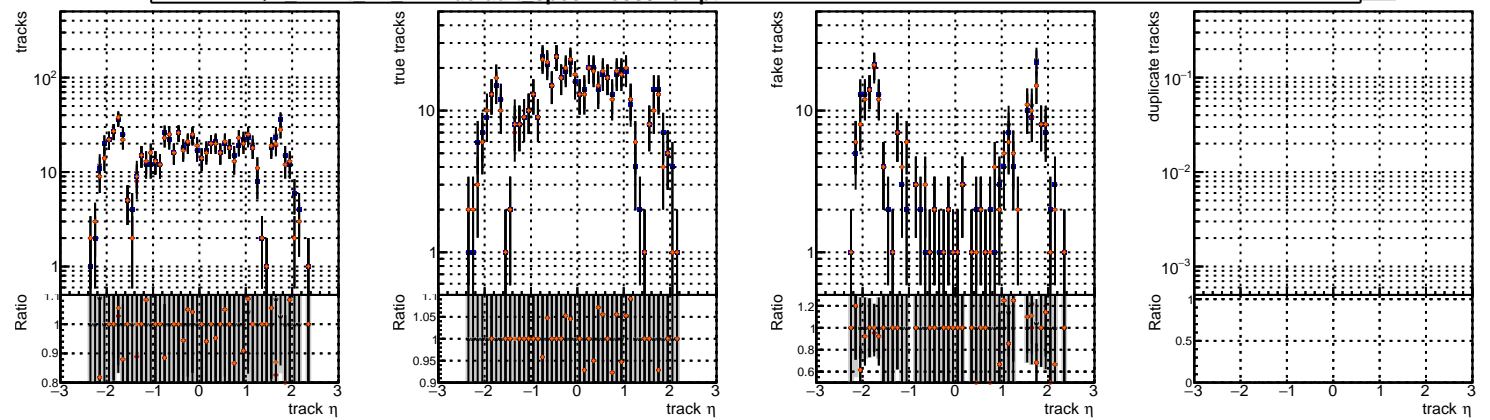 tracks
10²
10
1
Ratio
1.1
1
0.9
0.8
−3 −2 −1 0 1 2 3
track η
true tracks
10
1
Ratio
1.1
1.05
1
0.95
0.9
−3 −2 −1 0 1 2 3
track η
fake tracks
10
1
Ratio
1.2
1
0.8
0.6
−3 −2 −1 0 1 2 3
track η
duplicate tracks
10⁻¹
10⁻²
10⁻³
Ratio
1
0.5
0
−3 −2 −1 0 1 2 3
track η